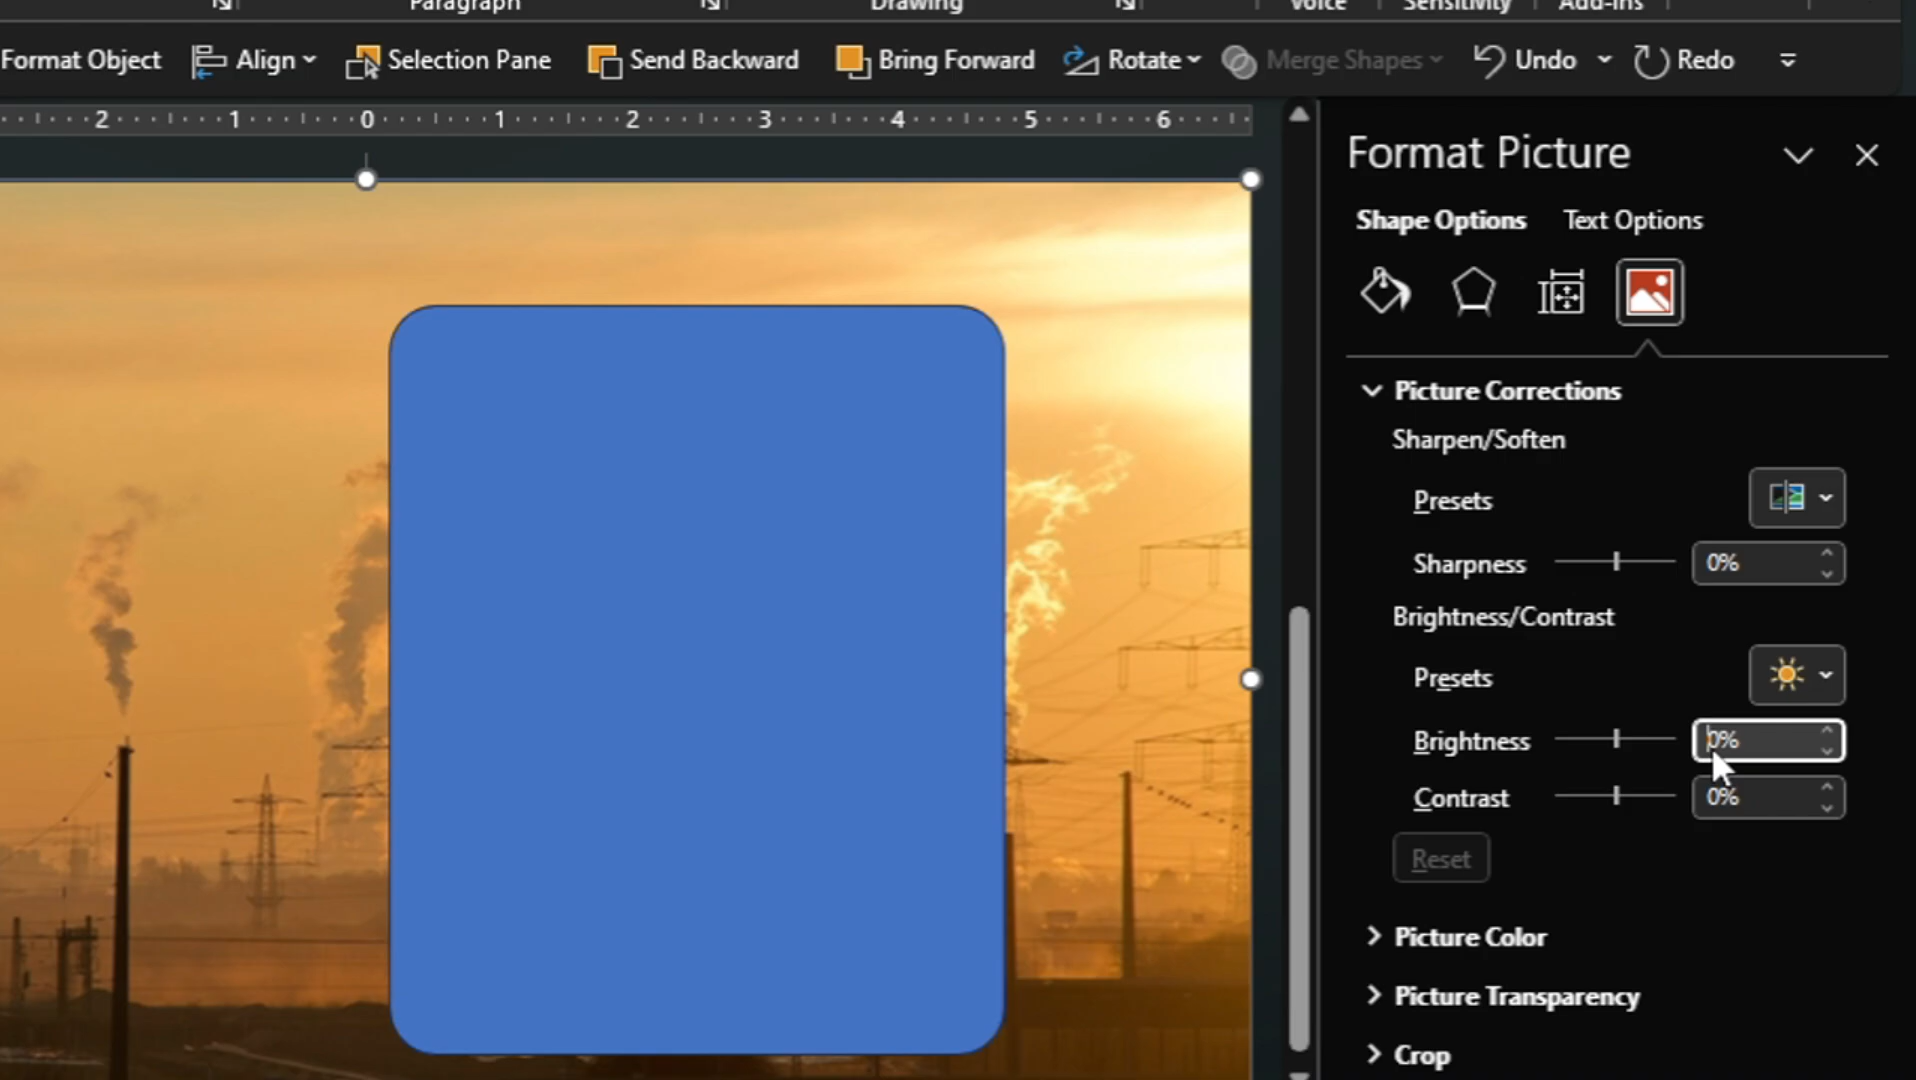 Paragraph Drawing Voice Sensitivity Add-ins
Format Object Align Selection Pane Send Backward Bring Forward Rotate Merge Shapes Undo Redo
2 1 0 1 2 3 4 5 6
Format Picture
Shape Options Text Options
Picture Corrections
Sharpen/Soften
Presets
Sharpness 0%
Brightness/Contrast
Presets
Brightness 0%
Contrast 0%
Reset
Picture Color
Picture Transparency
Crop